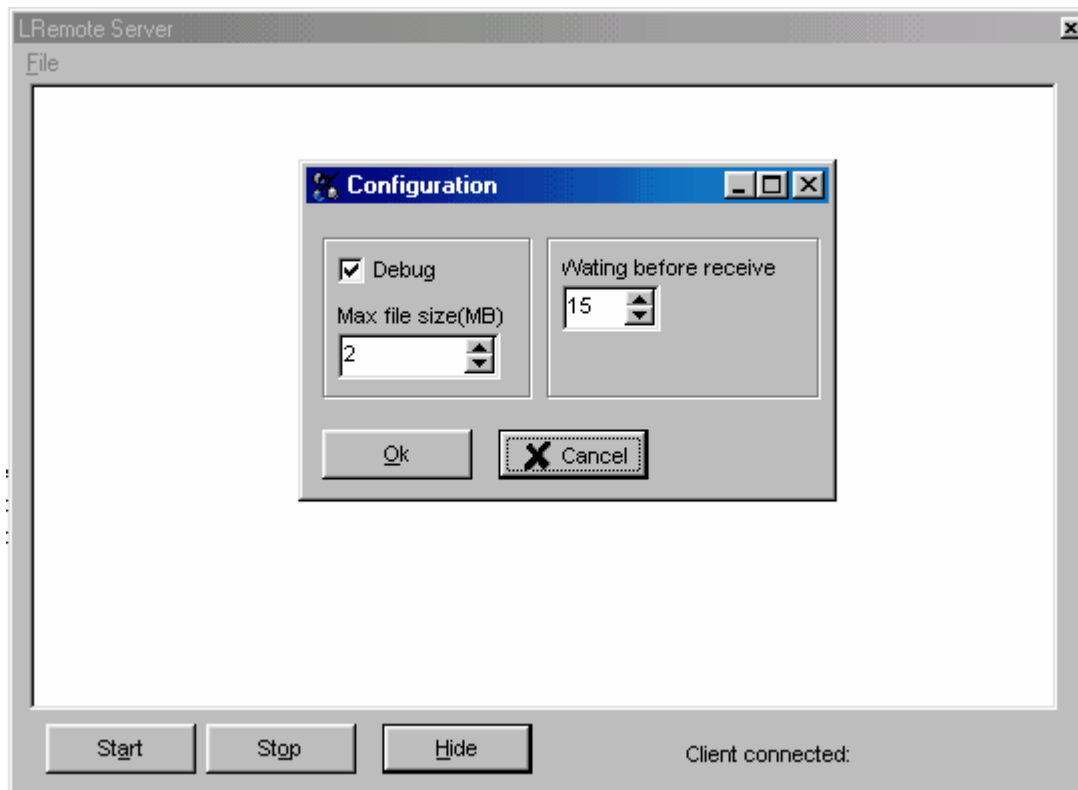 LRemote Server
File
Configuration
Debug
Wating before receive
Max file size(MB)
15
2
Ok
Cancel
Start
Stop
Hide
Client connected: